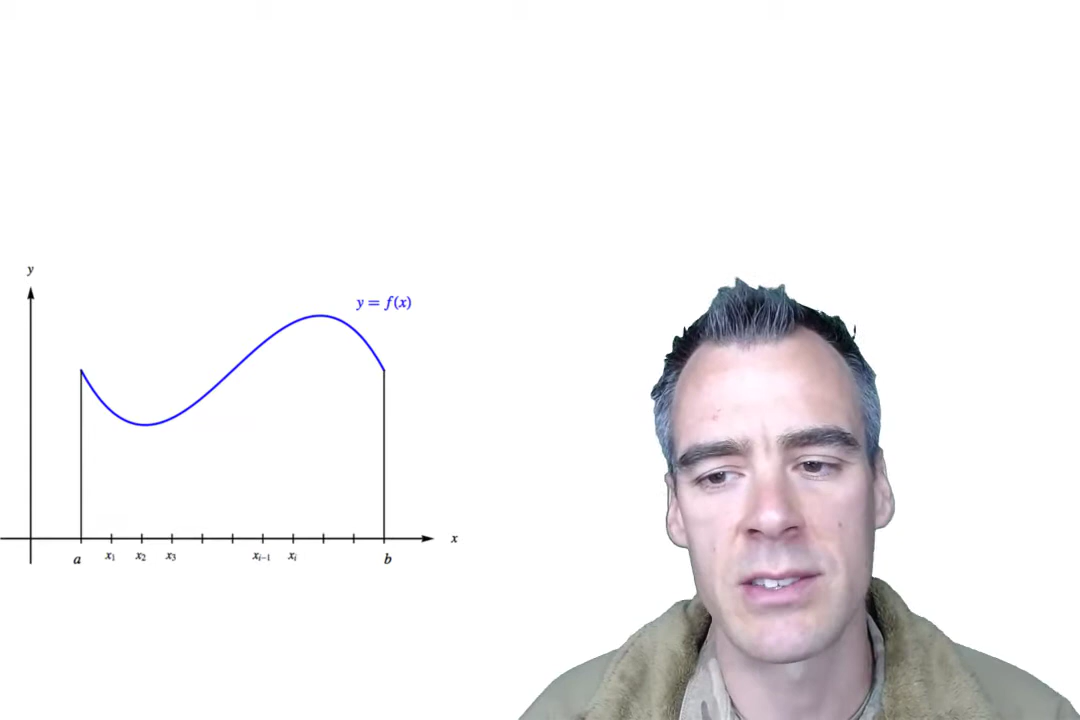 y
y = f(x)
x
a x₁ x₂ x₃ xᵢ₋₁ xᵢ b